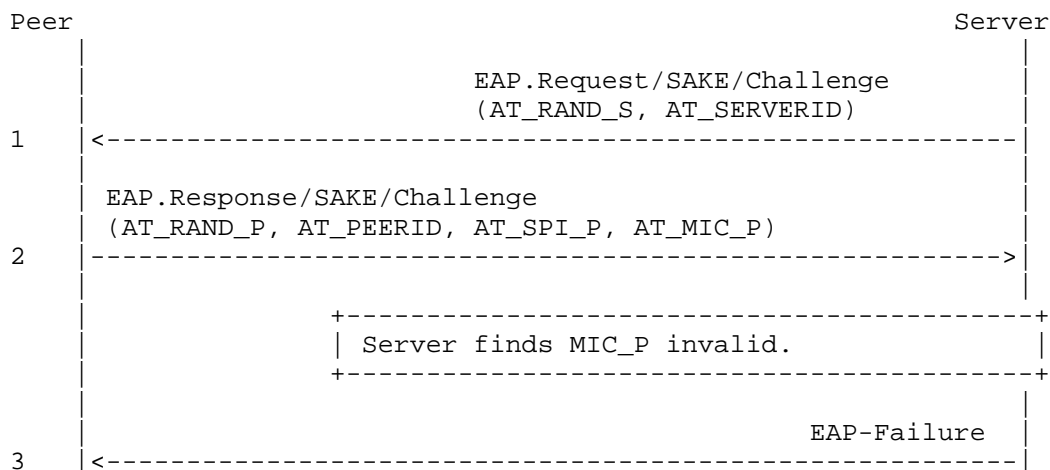 Peer Server
EAP.Request/SAKE/Challenge
(AT_RAND_S, AT_SERVERID)
1
EAP.Response/SAKE/Challenge
(AT_RAND_P, AT_PEERID, AT_SPI_P, AT_MIC_P)
2
Server finds MIC_P invalid.
EAP-Failure
3